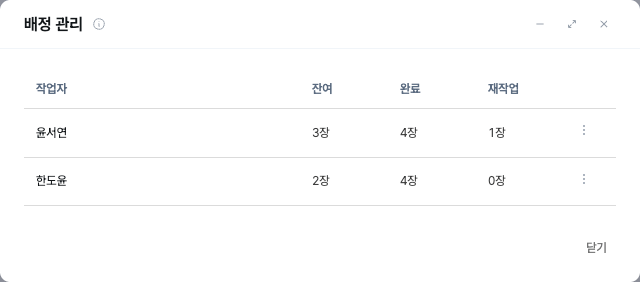 배정 관리
작업자 잔여 완료 재작업
윤서연 3장 4장 1장
한도윤 2장 4장 0장
닫기